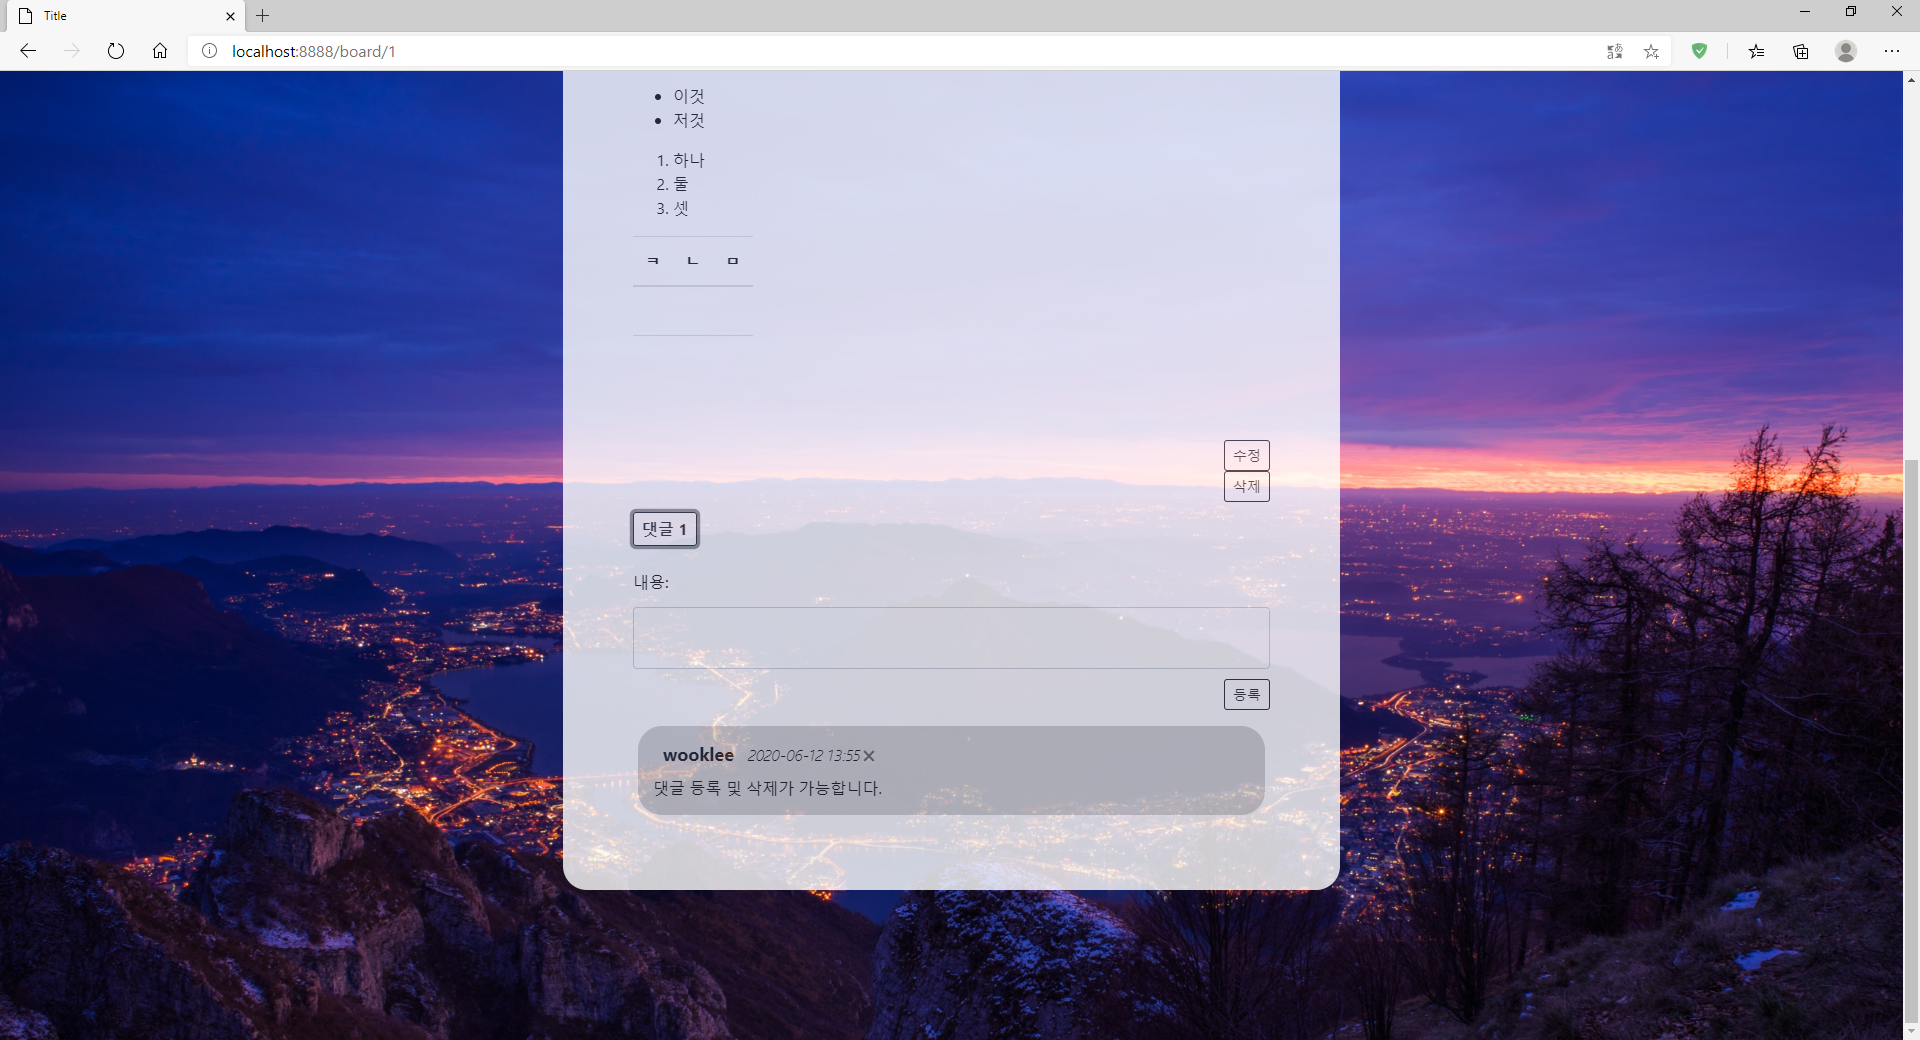 Title
localhost:8888/board/1
이것
저것
1. 하나
2. 둘
3. 셋
ㅋ ㄴ ㅁ
수정
삭제
댓글 1
내용:
등록
wooklee 2020-06-12 13:55
댓글 등록 및 삭제가 가능합니다.